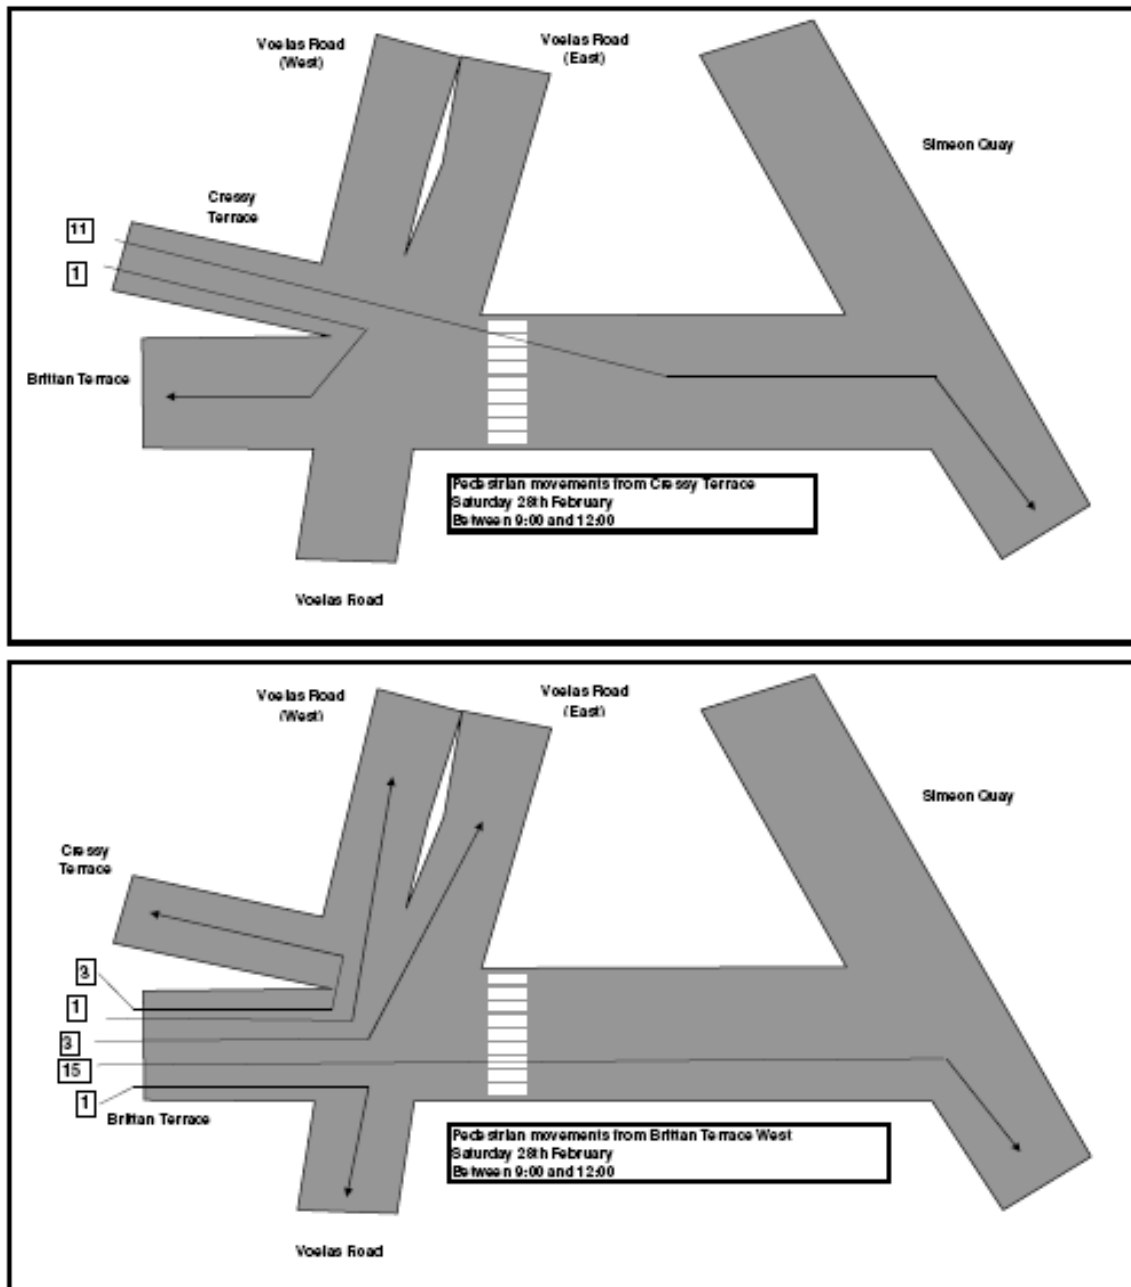 Voelas Road
(West)
Voelas Road
(East)
Simeon Quay
Cressy
Terrace
11
1
Brittan Terrace
Pedestrian movements from Cressy Terrace
Saturday 28th February
Between 9:00 and 12:00
Voelas Road
Voelas Road
(West)
Voelas Road
(East)
Simeon Quay
Cressy
Terrace
3
1
3
15
1
Brittan Terrace
Pedestrian movements from Brittan Terrace West
Saturday 28th February
Between 9:00 and 12:00
Voelas Road